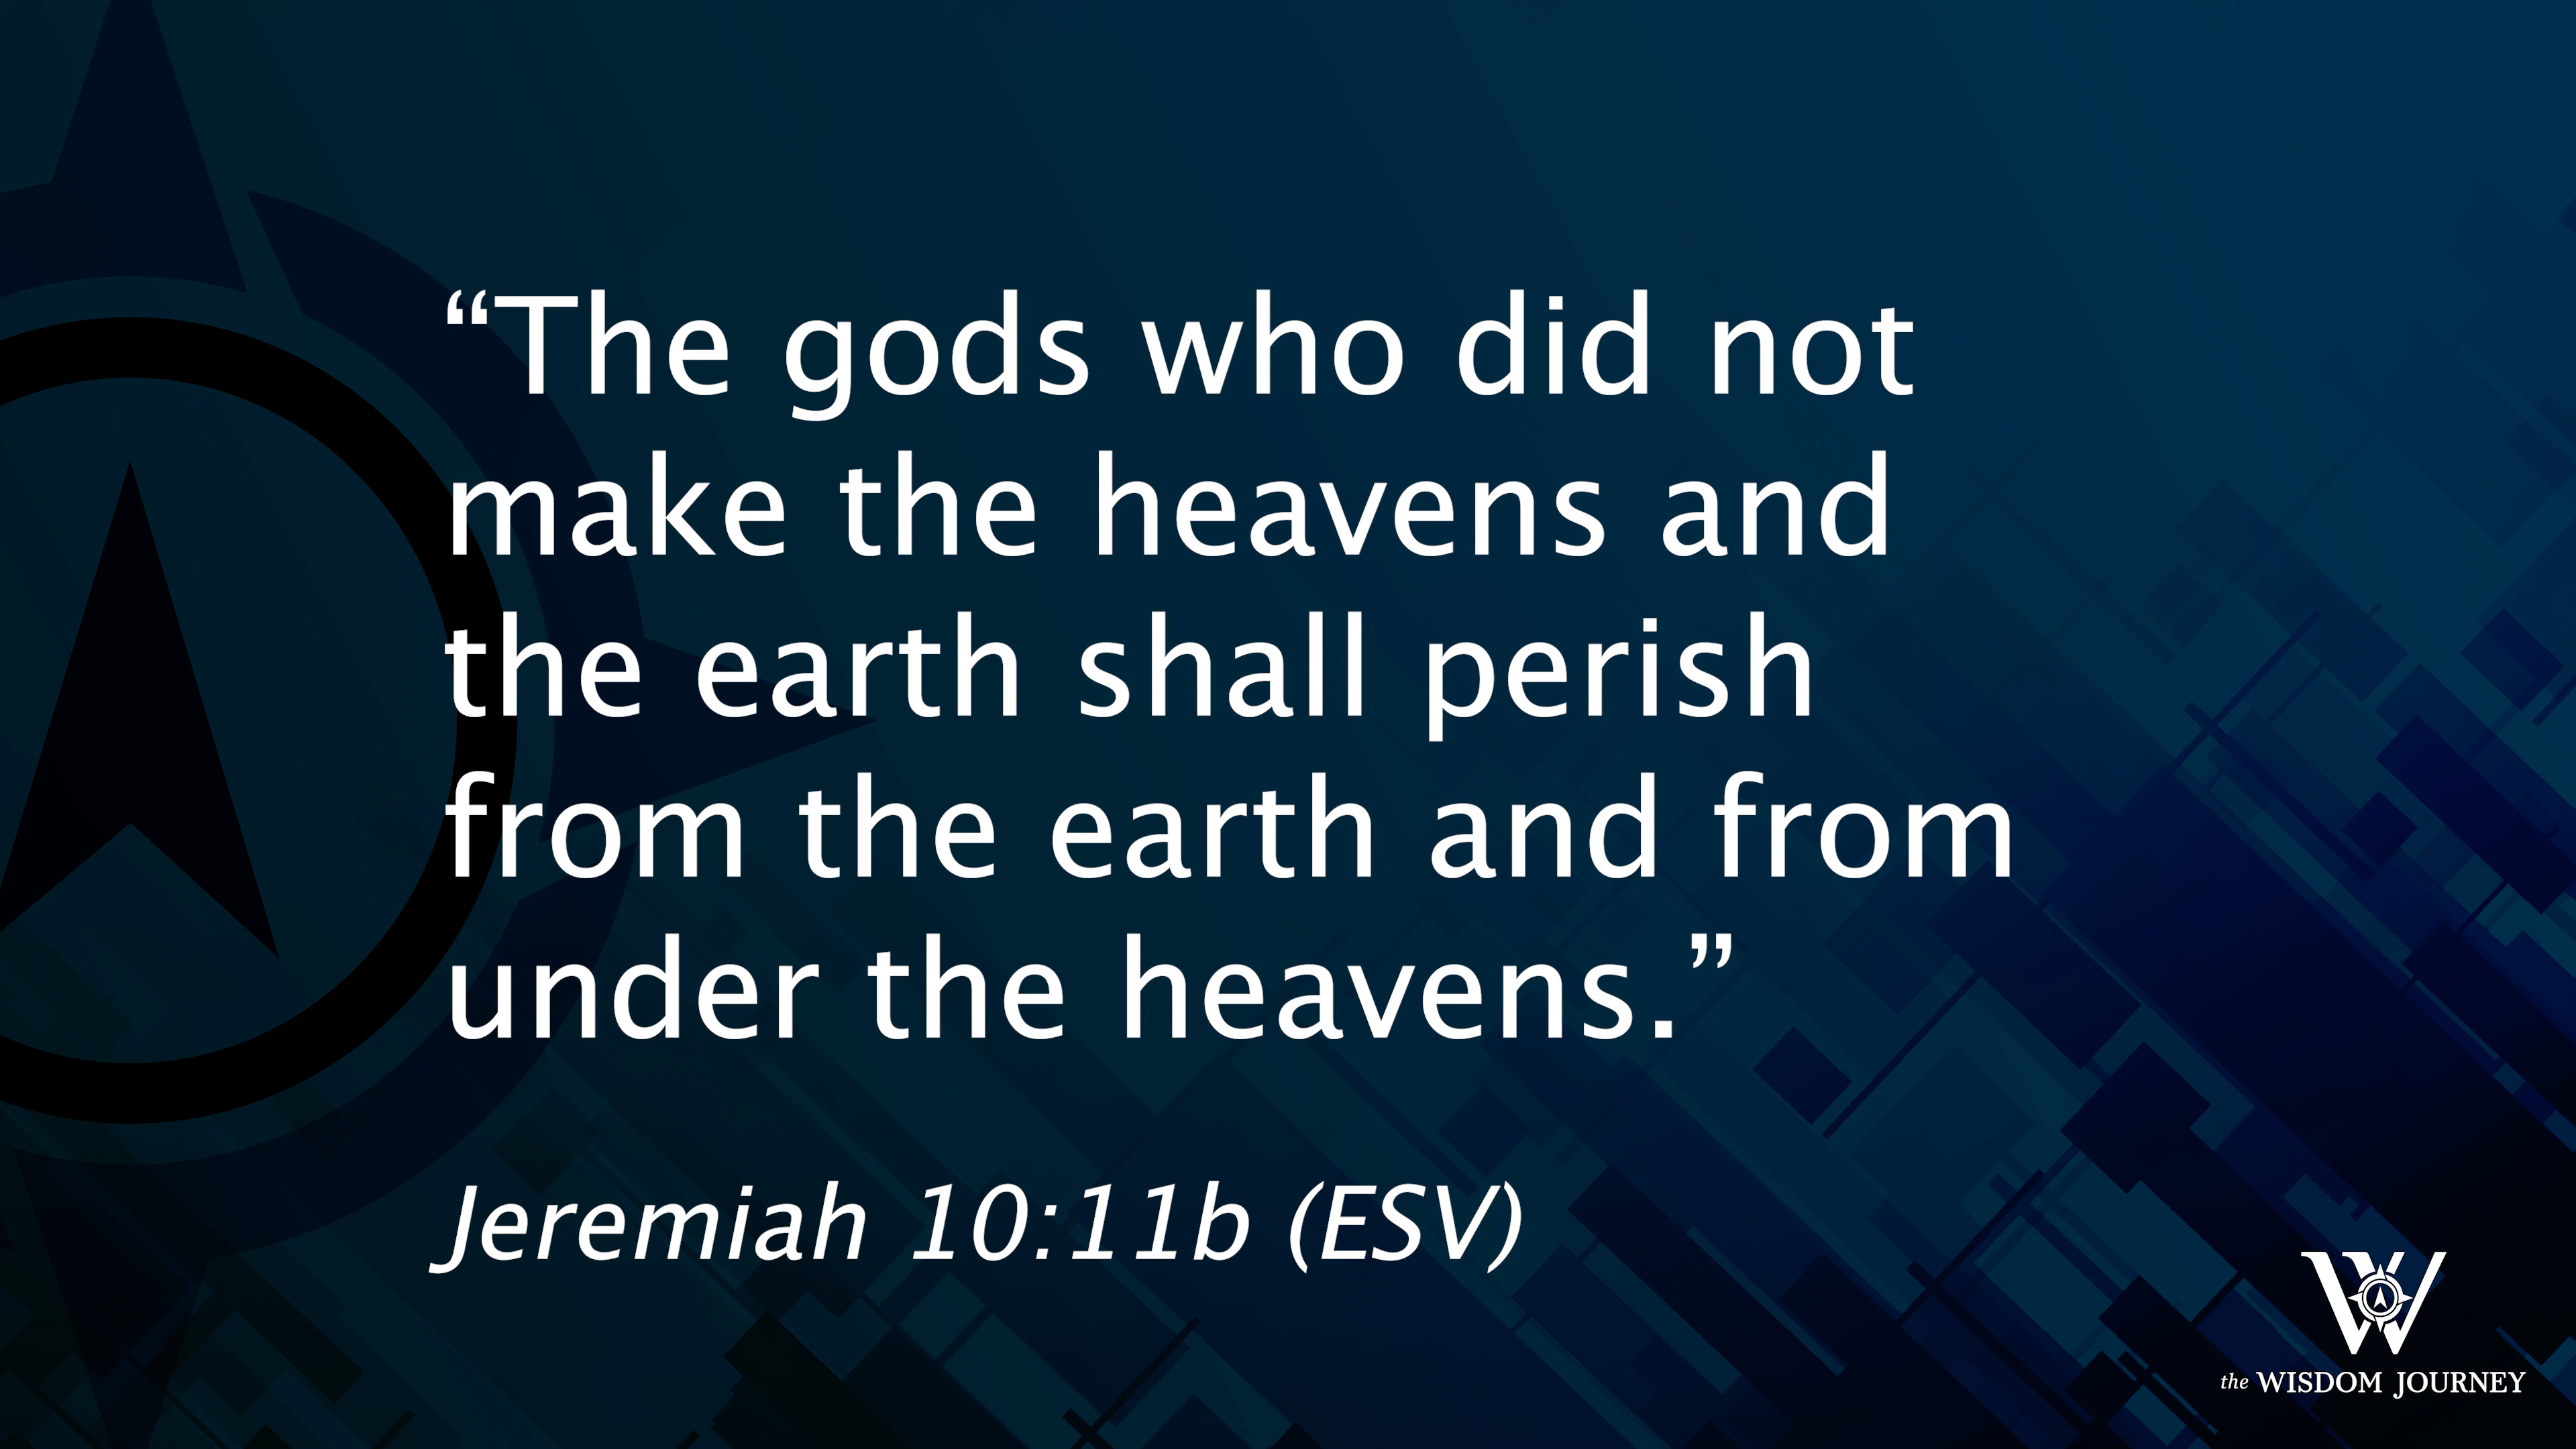 “The gods who did not
make the heavens and
the earth shall perish
from the earth and from
under the heavens.”
Jeremiah 10:11b (ESV)
W
the WISDOM JOURNEY